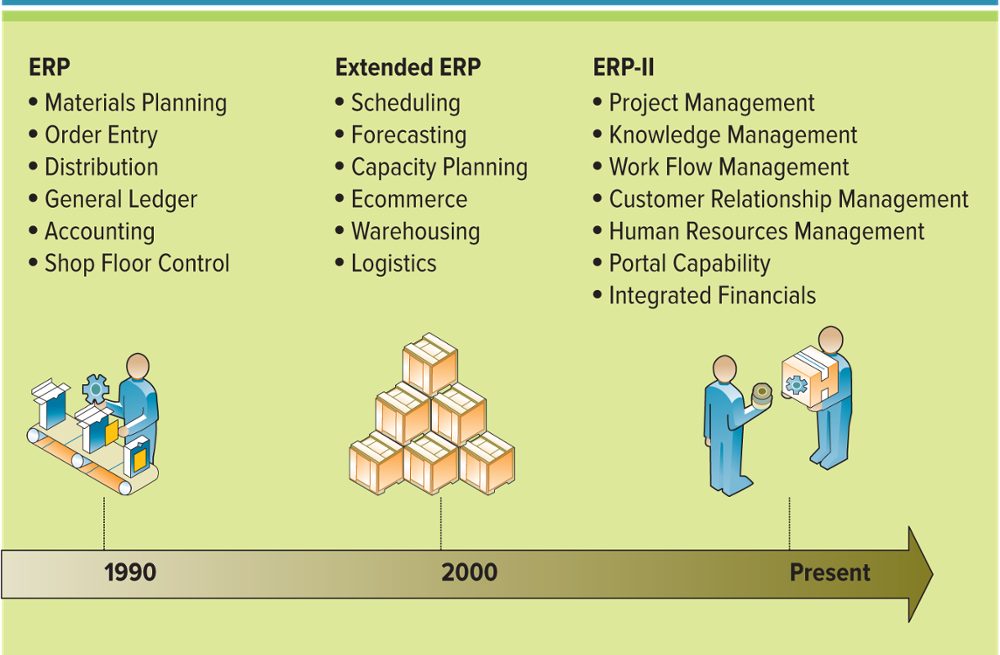 ERP
• Materials Planning
• Order Entry
• Distribution
• General Ledger
• Accounting
• Shop Floor Control
Extended ERP
• Scheduling
• Forecasting
• Capacity Planning
• Ecommerce
• Warehousing
• Logistics
ERP-II
• Project Management
• Knowledge Management
• Work Flow Management
• Customer Relationship Management
• Human Resources Management
• Portal Capability
• Integrated Financials
1990
2000
Present